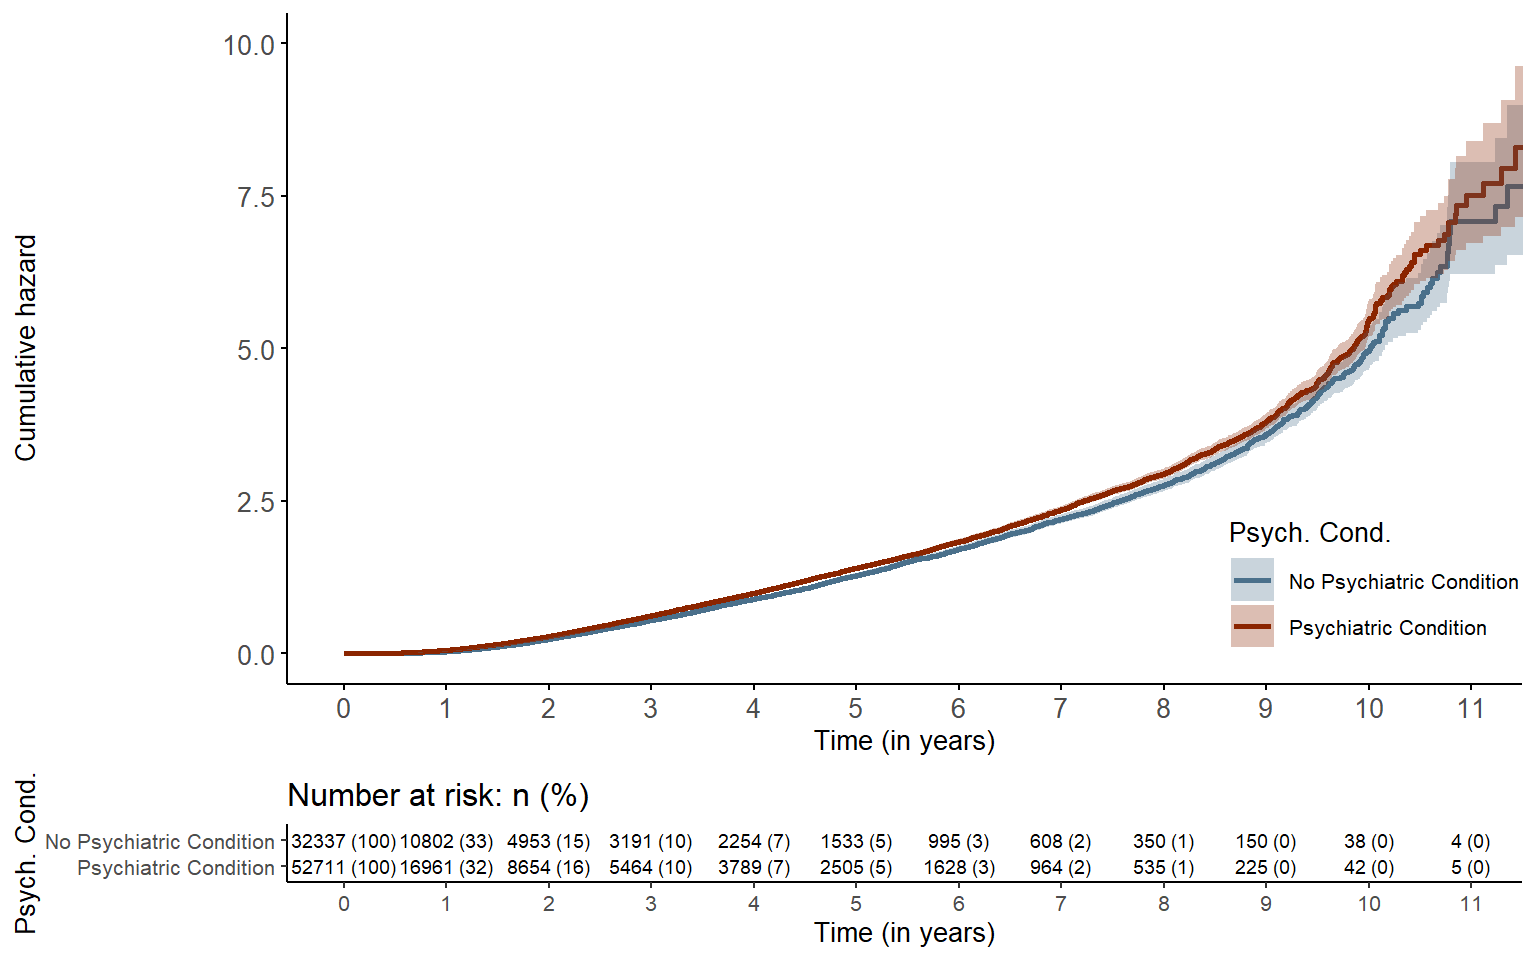 10.0
7.5
5.0
2.5
0.0
Cumulative hazard
Psych. Cond.
No Psychiatric Condition
Psychiatric Condition
0 1 2 3 4 5 6 7 8 9 10 11
Time (in years)
Number at risk: n (%)
Psych. Cond.
No Psychiatric Condition 32337 (100) 10802 (33) 4953 (15) 3191 (10) 2254 (7) 1533 (5) 995 (3) 608 (2) 350 (1) 150 (0) 38 (0) 4 (0)
Psychiatric Condition 52711 (100) 16961 (32) 8654 (16) 5464 (10) 3789 (7) 2505 (5) 1628 (3) 964 (2) 535 (1) 225 (0) 42 (0) 5 (0)
0 1 2 3 4 5 6 7 8 9 10 11
Time (in years)